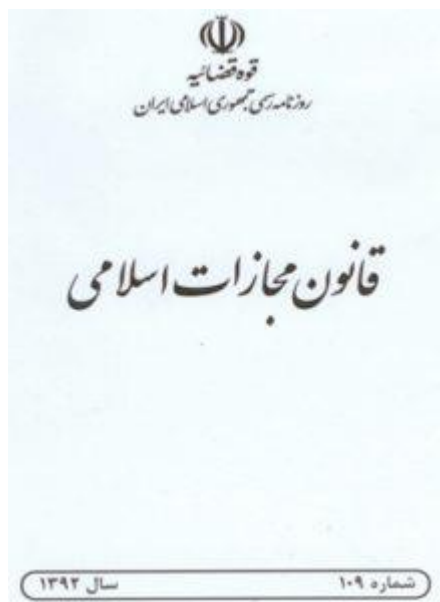 قوه قضائیه
روزنامه رسمی جمهوری اسلامی ایران
قانون مجازات اسلامی
شماره ۱۰۹
سال ۱۳۹۲